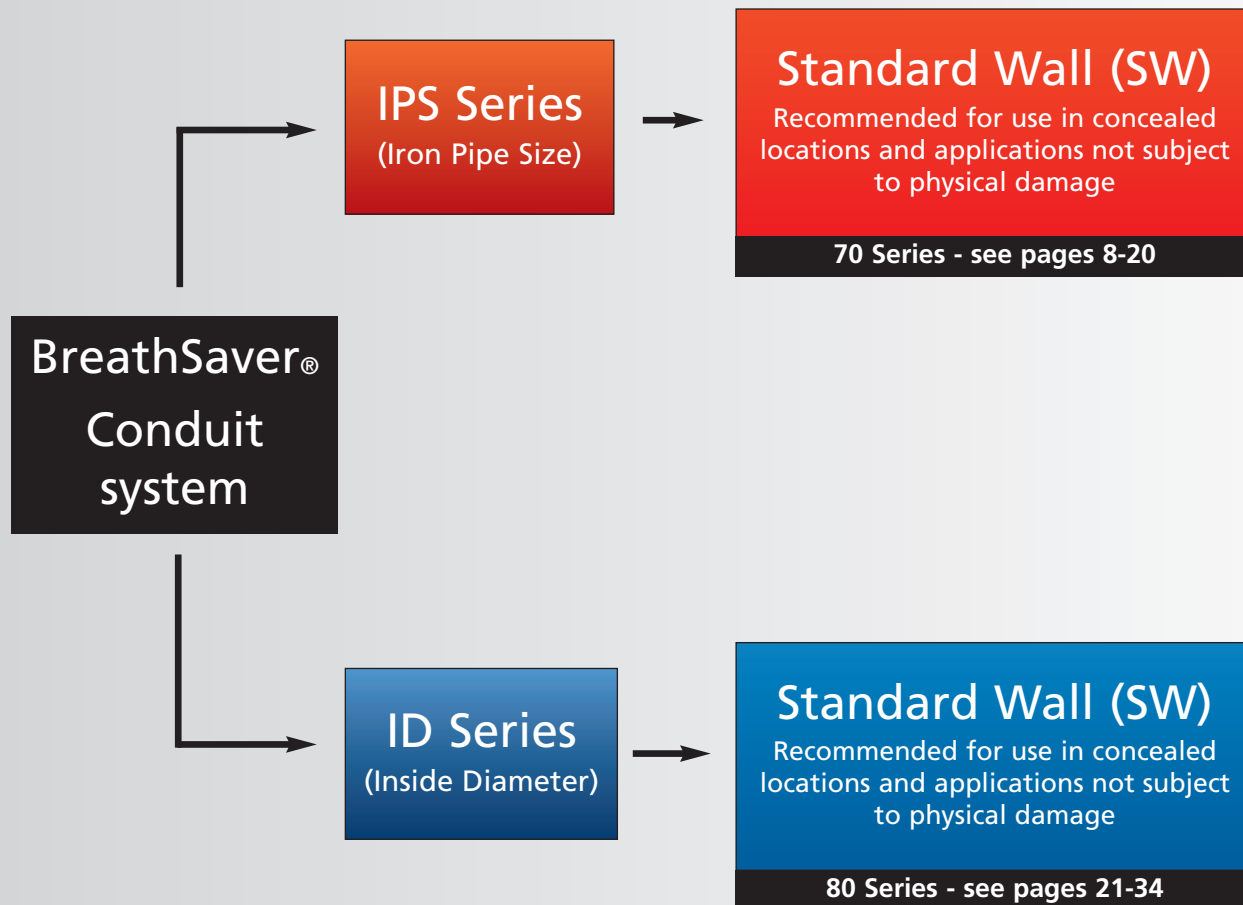 IPS Series
(Iron Pipe Size)
Standard Wall (SW)
Recommended for use in concealed
locations and applications not subject
to physical damage
70 Series - see pages 8-20
BreathSaver®
Conduit
system
ID Series
(Inside Diameter)
Standard Wall (SW)
Recommended for use in concealed
locations and applications not subject
to physical damage
80 Series - see pages 21-34